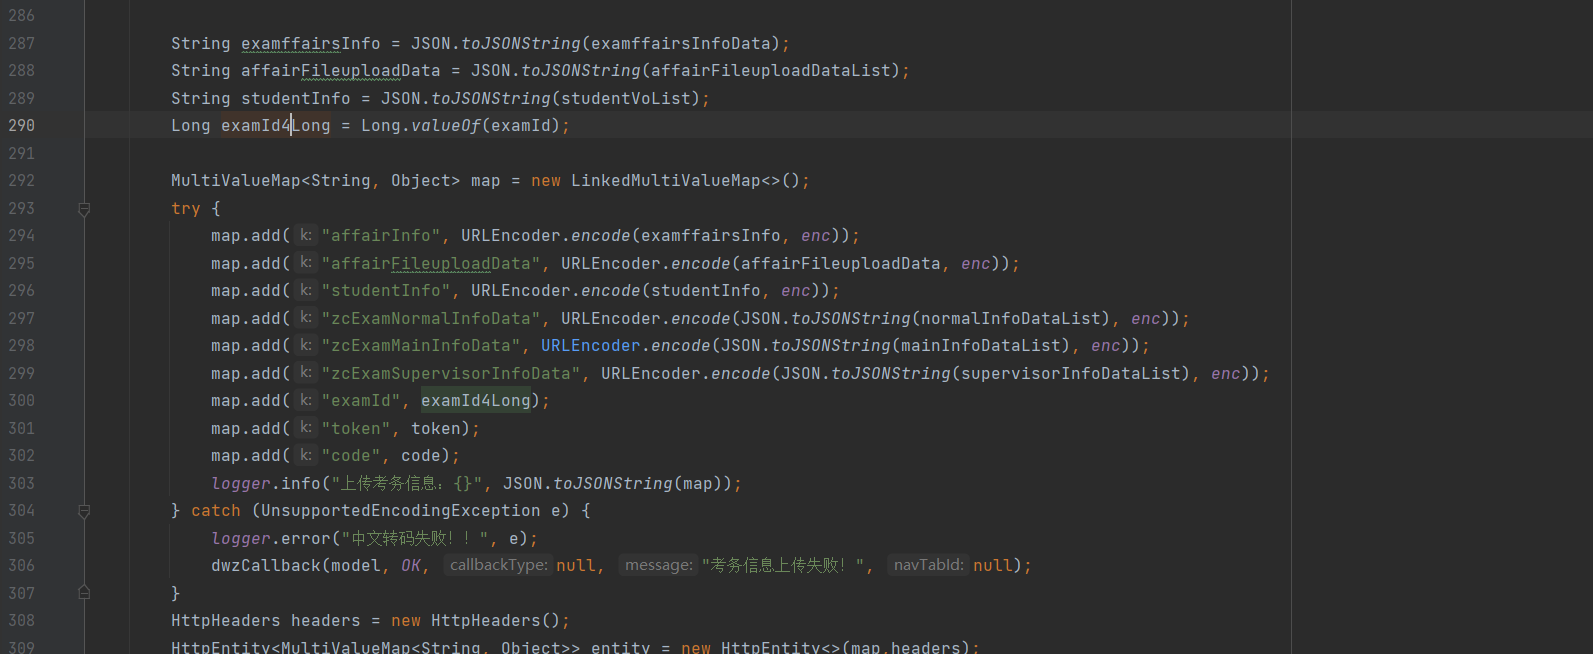 286
287 String examffairsInfo = JSON.toJSONString(examffairsInfoData);
288 String affairFileuploadData = JSON.toJSONString(affairFileuploadDataList);
289 String studentInfo = JSON.toJSONString(studentVoList);
290 Long examId4Long = Long.valueOf(examId);
291
292 MultiValueMap<String, Object> map = new LinkedMultiValueMap<>();
293 try {
294 map.add( k: "affairInfo", URLEncoder.encode(examffairsInfo, enc));
295 map.add( k: "affairFileuploadData", URLEncoder.encode(affairFileuploadData, enc));
296 map.add( k: "studentInfo", URLEncoder.encode(studentInfo, enc));
297 map.add( k: "zcExamNormalInfoData", URLEncoder.encode(JSON.toJSONString(normalInfoDataList), enc));
298 map.add( k: "zcExamMainInfoData", URLEncoder.encode(JSON.toJSONString(mainInfoDataList), enc));
299 map.add( k: "zcExamSupervisorInfoData", URLEncoder.encode(JSON.toJSONString(supervisorInfoDataList), enc));
300 map.add( k: "examId", examId4Long);
301 map.add( k: "token", token);
302 map.add( k: "code", code);
303 logger.info("上传考务信息：{}", JSON.toJSONString(map));
304 } catch (UnsupportedEncodingException e) {
305 logger.error("中文转码失败！！", e);
306 dwzCallback(model, OK, callbackType: null, message: "考务信息上传失败！", navTabId: null);
307 }
308 HttpHeaders headers = new HttpHeaders();
309 HttpEntity<MultiValueMap<String, Object>> entity = new HttpEntity<>(map,headers);